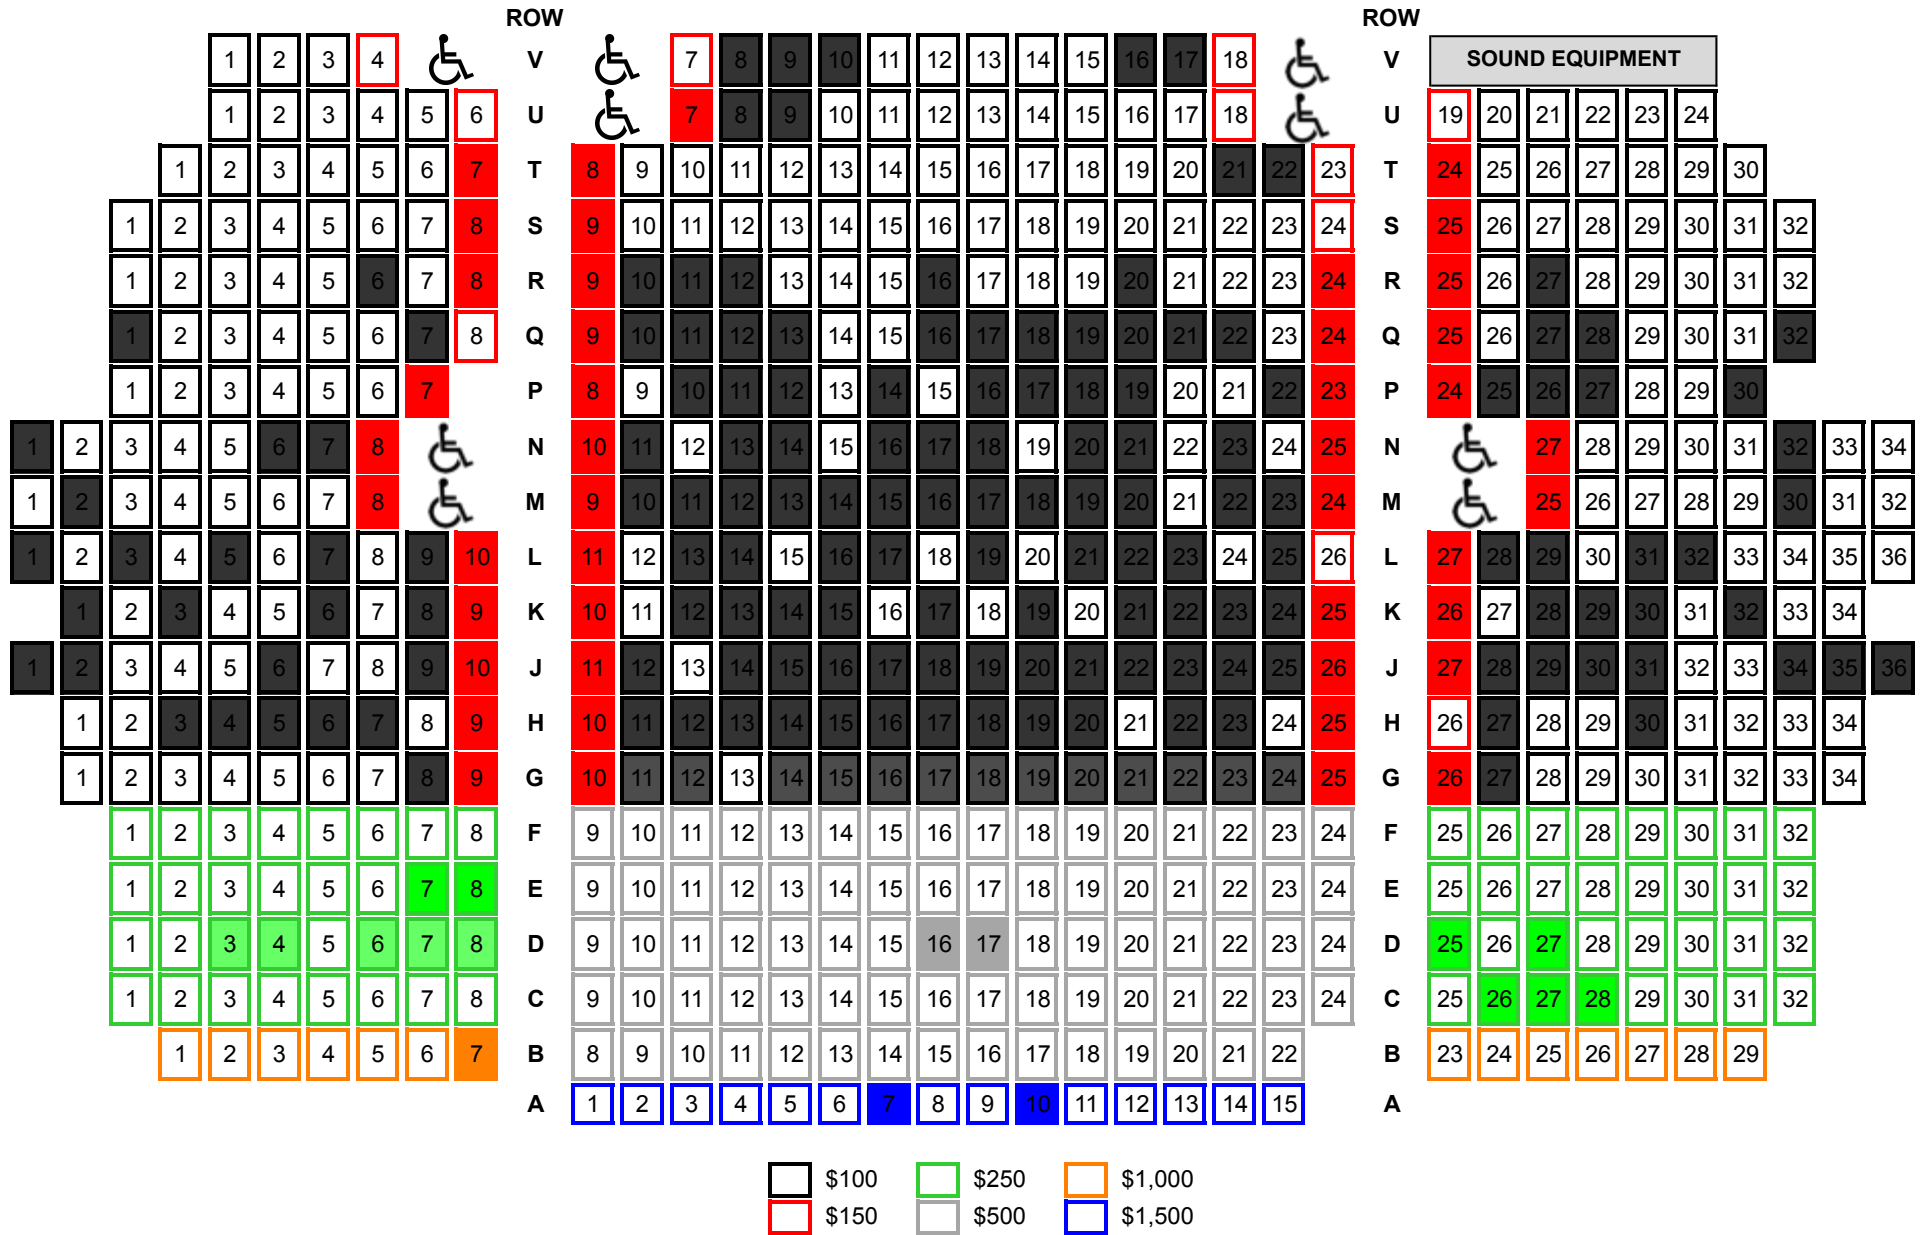 ROW ROW
1 2 3 4 V 7 8 9 10 11 12 13 14 15 16 17 18 V SOUND EQUIPMENT
1 2 3 4 5 6 U 7 8 9 10 11 12 13 14 15 16 17 18 U 19 20 21 22 23 24
1 2 3 4 5 6 7 T 8 9 10 11 12 13 14 15 16 17 18 19 20 21 22 23 T 24 25 26 27 28 29 30
1 2 3 4 5 6 7 8 S 9 10 11 12 13 14 15 16 17 18 19 20 21 22 23 24 S 25 26 27 28 29 30 31 32
1 2 3 4 5 6 7 8 R 9 10 11 12 13 14 15 16 17 18 19 20 21 22 23 24 R 25 26 27 28 29 30 31 32
1 2 3 4 5 6 7 8 Q 9 10 11 12 13 14 15 16 17 18 19 20 21 22 23 24 Q 25 26 27 28 29 30 31 32
1 2 3 4 5 6 7 P 8 9 10 11 12 13 14 15 16 17 18 19 20 21 22 23 P 24 25 26 27 28 29 30
1 2 3 4 5 6 7 8 N 10 11 12 13 14 15 16 17 18 19 20 21 22 23 24 25 N 27 28 29 30 31 32 33 34
1 2 3 4 5 6 7 8 M 9 10 11 12 13 14 15 16 17 18 19 20 21 22 23 24 M 25 26 27 28 29 30 31 32
1 2 3 4 5 6 7 8 9 10 L 11 12 13 14 15 16 17 18 19 20 21 22 23 24 25 26 L 27 28 29 30 31 32 33 34 35 36
1 2 3 4 5 6 7 8 9 K 10 11 12 13 14 15 16 17 18 19 20 21 22 23 24 25 K 26 27 28 29 30 31 32 33 34
1 2 3 4 5 6 7 8 9 10 J 11 12 13 14 15 16 17 18 19 20 21 22 23 24 25 26 J 27 28 29 30 31 32 33 34 35 36
1 2 3 4 5 6 7 8 9 H 10 11 12 13 14 15 16 17 18 19 20 21 22 23 24 25 H 26 27 28 29 30 31 32 33 34
1 2 3 4 5 6 7 8 9 G 10 11 12 13 14 15 16 17 18 19 20 21 22 23 24 25 G 26 27 28 29 30 31 32 33 34
1 2 3 4 5 6 7 8 F 9 10 11 12 13 14 15 16 17 18 19 20 21 22 23 24 F 25 26 27 28 29 30 31 32
1 2 3 4 5 6 7 8 E 9 10 11 12 13 14 15 16 17 18 19 20 21 22 23 24 E 25 26 27 28 29 30 31 32
1 2 3 4 5 6 7 8 D 9 10 11 12 13 14 15 16 17 18 19 20 21 22 23 24 D 25 26 27 28 29 30 31 32
1 2 3 4 5 6 7 8 C 9 10 11 12 13 14 15 16 17 18 19 20 21 22 23 24 C 25 26 27 28 29 30 31 32
1 2 3 4 5 6 7 B 8 9 10 11 12 13 14 15 16 17 18 19 20 21 22 B 23 24 25 26 27 28 29
A 1 2 3 4 5 6 7 8 9 10 11 12 13 14 15 A
$100 $250 $1,000
$150 $500 $1,500